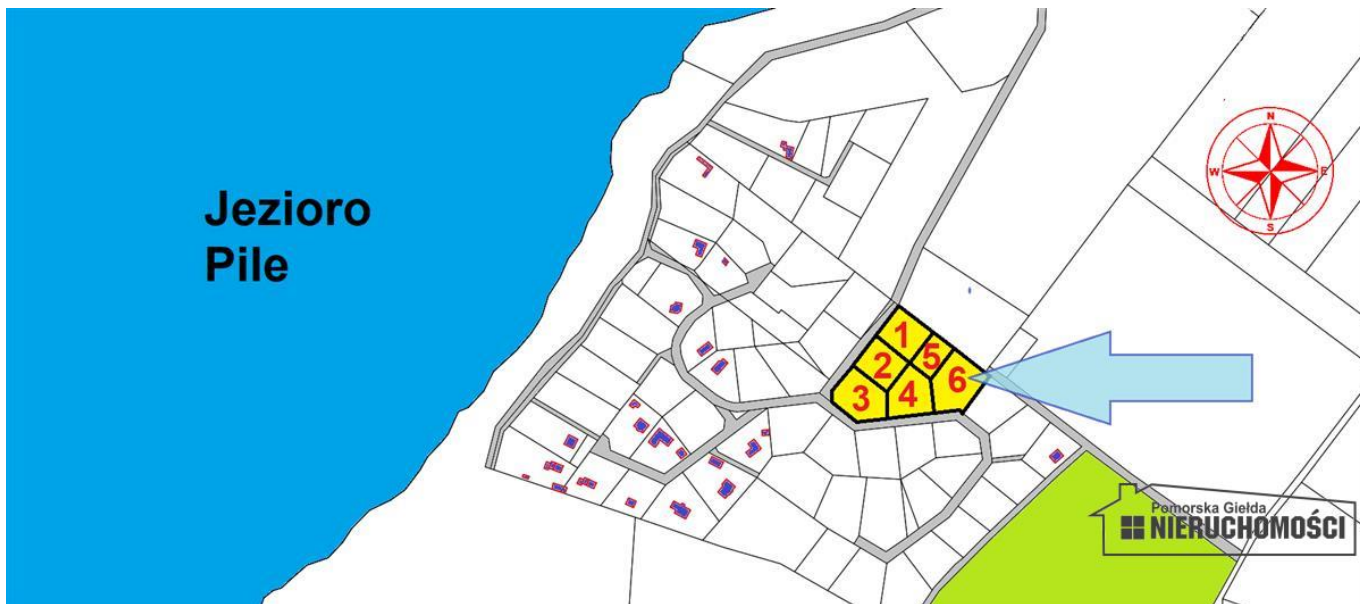 Jezioro
Pile
N
W
E
S
1
5
2
6
3
4
Pomorska Giełda
NIERUCHOMOŚCI